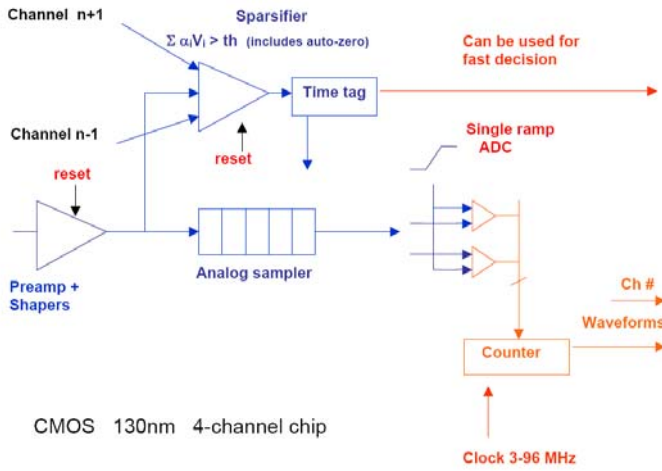 Channel n+1
Sparsifier
Σ αiVi > th (includes auto-zero)
Can be used for
fast decision
Time tag
Channel n-1
reset
reset
Single ramp
ADC
Preamp +
Shapers
Analog sampler
Ch #
Waveforms
Counter
CMOS 130nm 4-channel chip
Clock 3-96 MHz